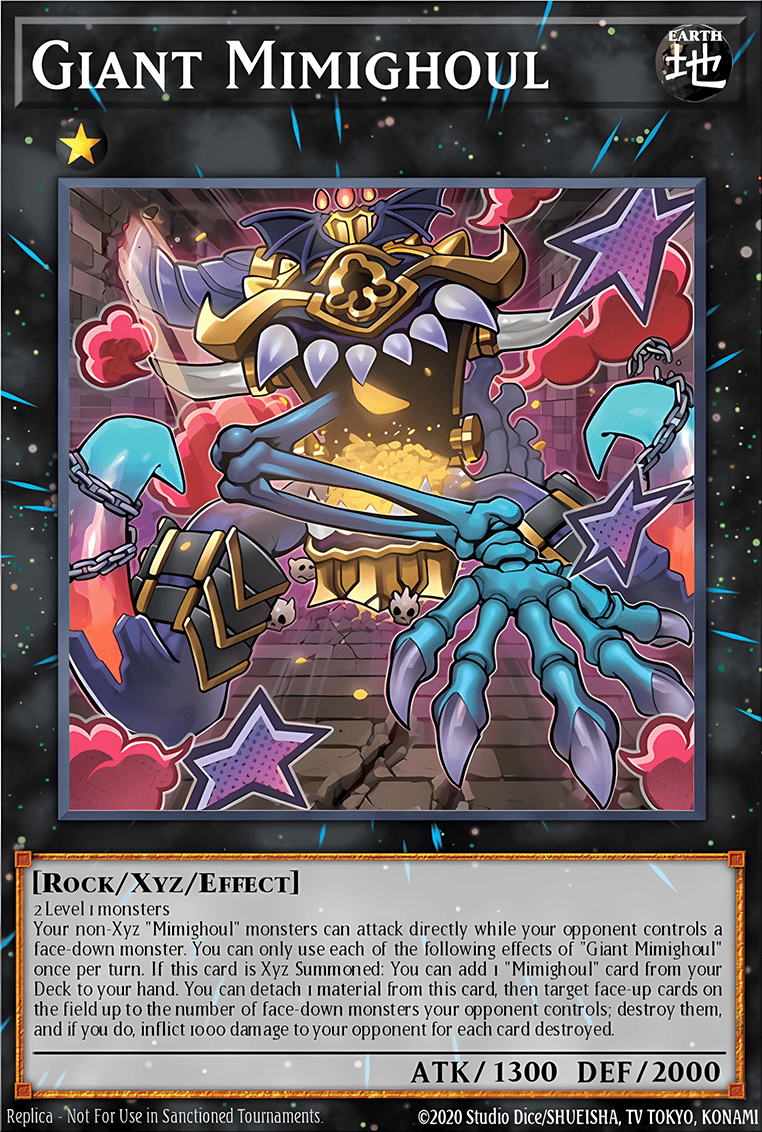 EARTH
Giant Mimighoul
地
[Rock/Xyz/Effect]
2 Level 1 monsters
Your non-Xyz "Mimighoul" monsters can attack directly while your opponent controls a
face-down monster. You can only use each of the following effects of "Giant Mimighoul"
once per turn. If this card is Xyz Summoned: You can add 1 "Mimighoul" card from your
Deck to your hand. You can detach 1 material from this card, then target face-up cards on
the field up to the number of face-down monsters your opponent controls; destroy them,
and if you do, inflict 1000 damage to your opponent for each card destroyed.
ATK/1300 DEF/2000
Replica - Not For Use in Sanctioned Tournaments.
©2020 Studio Dice/SHUEISHA, TV TOKYO, KONAMI